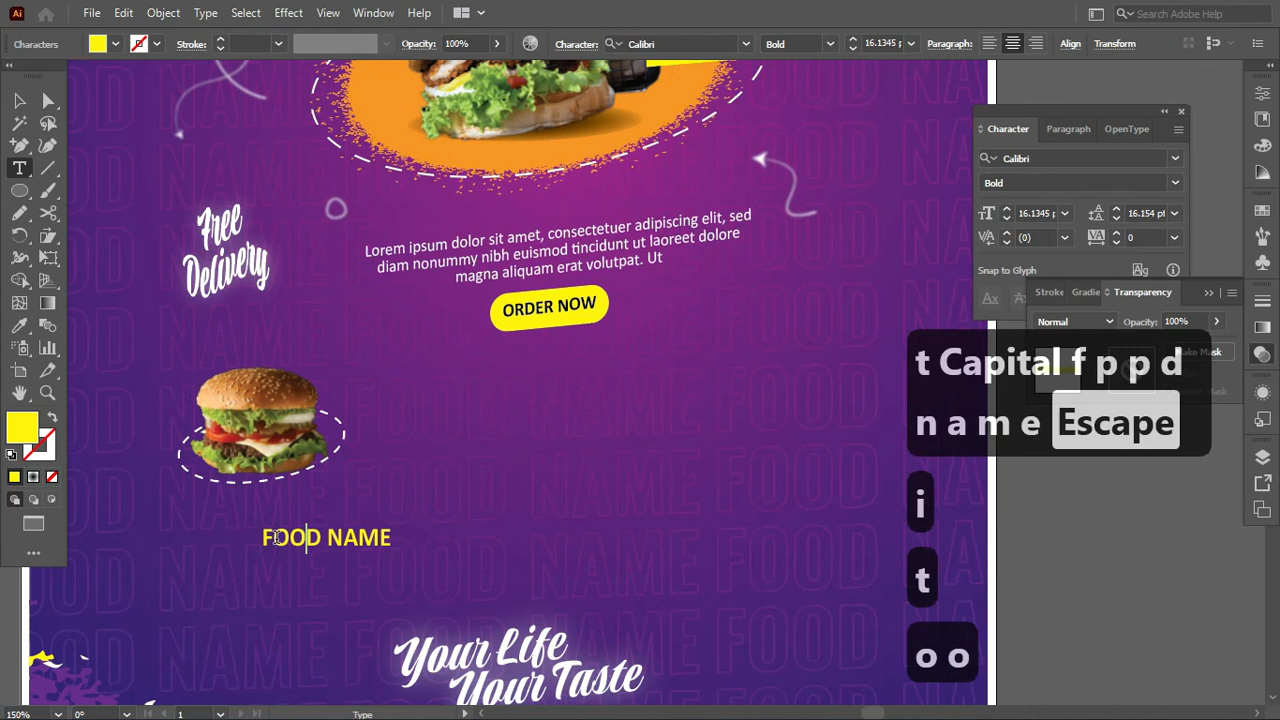 File Edit Object Type Select Effect View Window Help
Search Adobe Help
Characters Stroke: Opacity: 100% Character: Calibri Bold 16.1345 Paragraph: Align Transform
Character Paragraph OpenType
Calibri
Bold
16.1345 p 16.154 pt
(0) 0
Snap to Glyph
Stroke Gradie Transparency
Normal Opacity: 100%
Make Mask
Free
Delivery
Lorem ipsum dolor sit amet, consectetuer adipiscing elit, sed
diam nonummy nibh euismod tincidunt ut laoreet dolore
magna aliquam erat volutpat. Ut
ORDER NOW
t Capital f p p d
n a m e Escape
i
t
o o
FOOD NAME
Your Life
Your Taste
150% 0° 1 Type